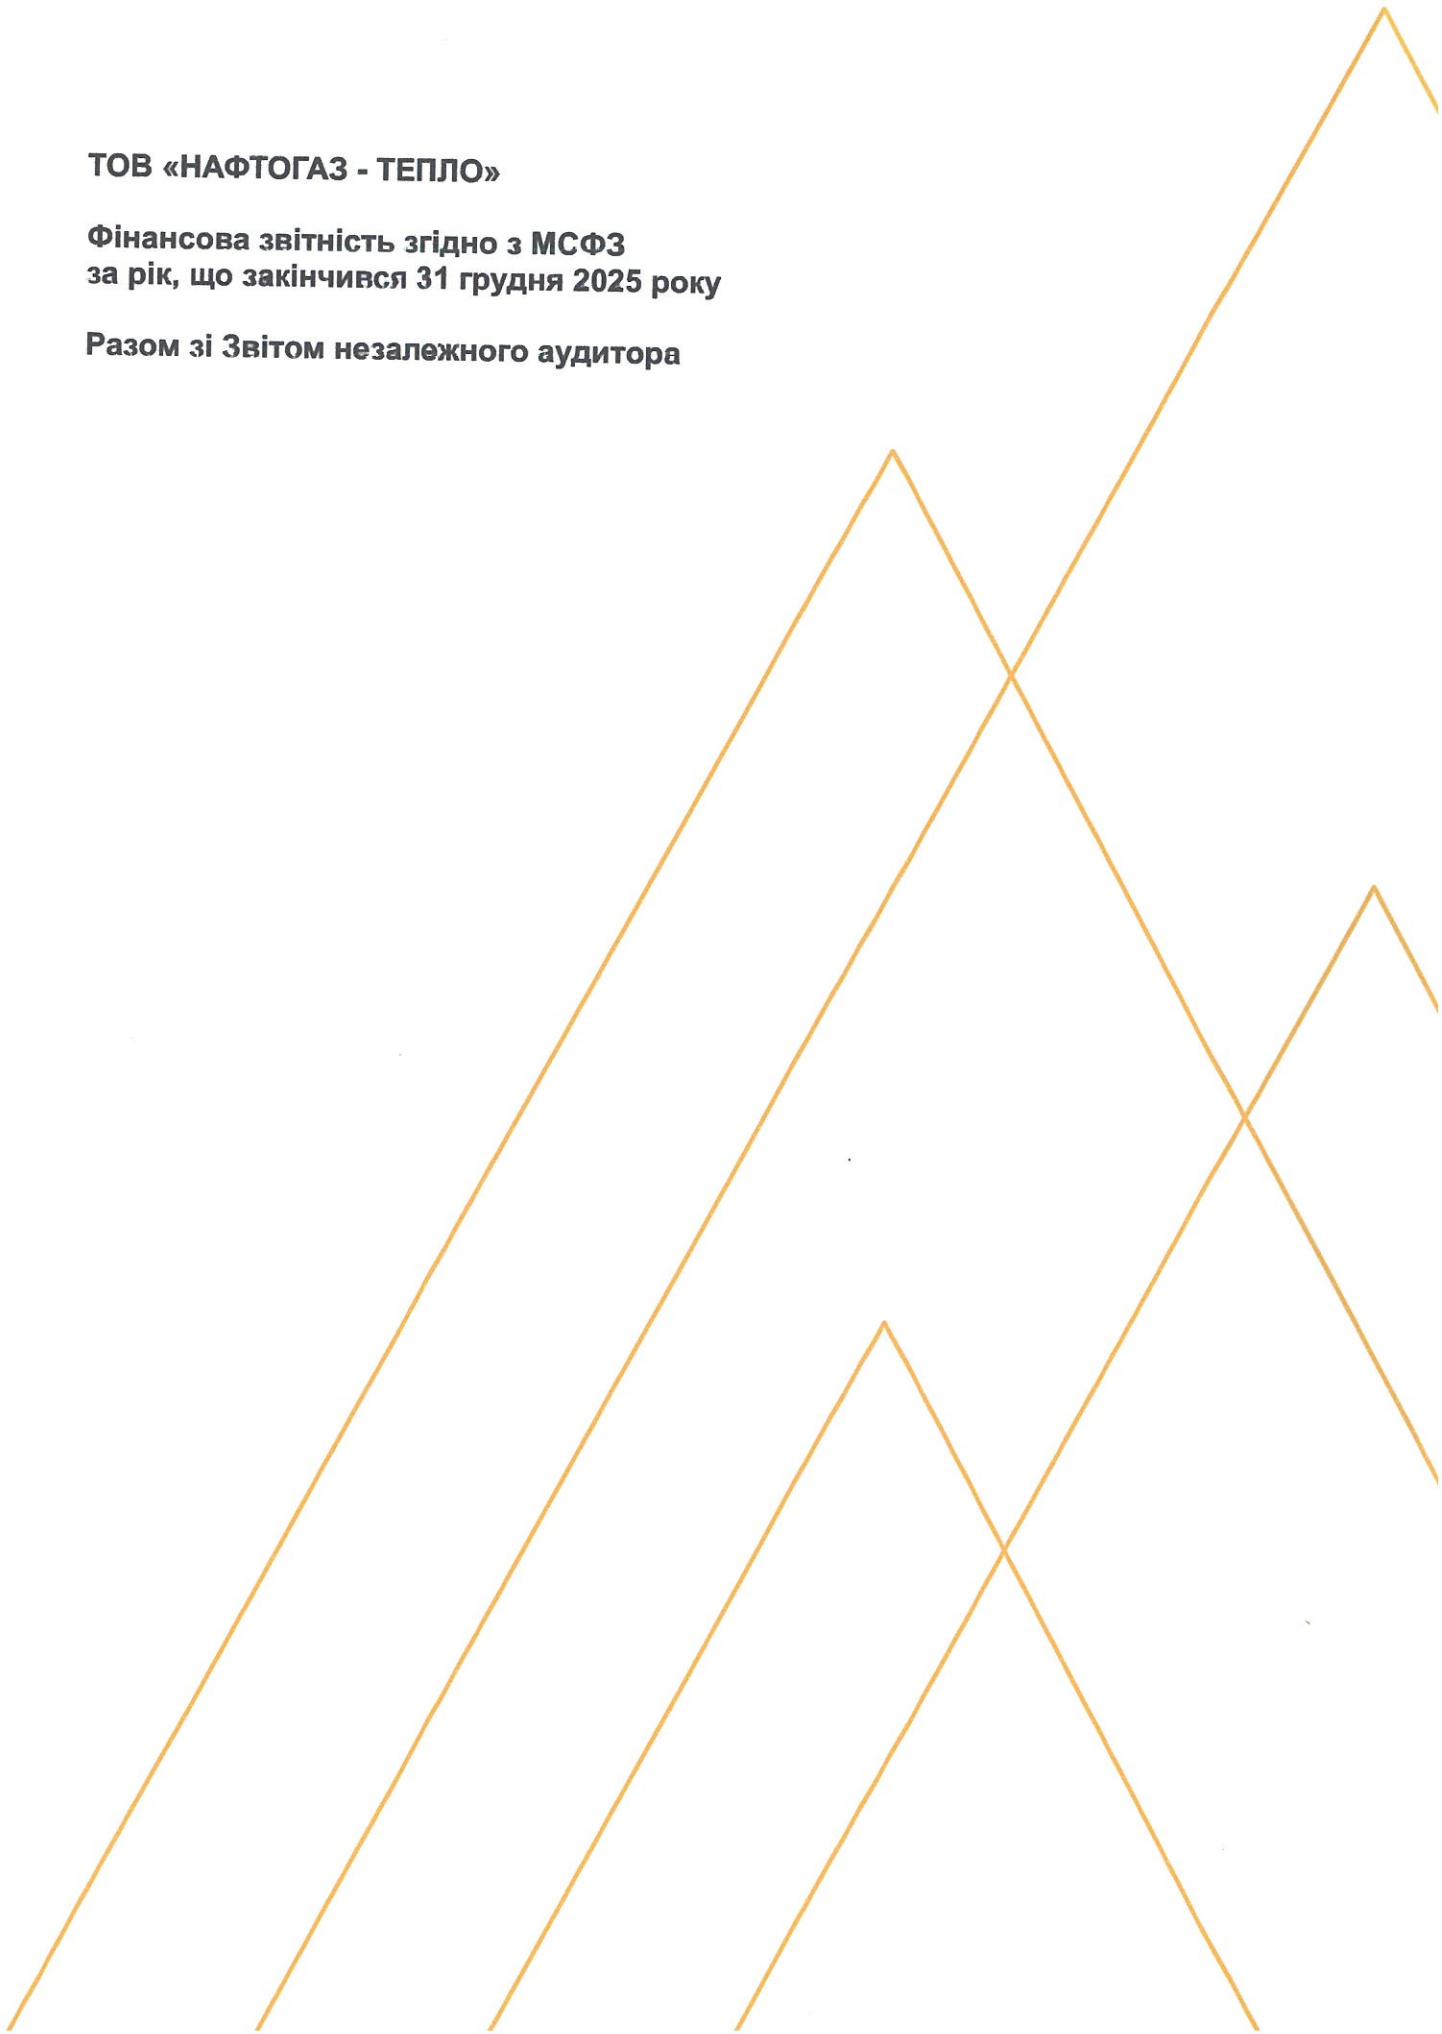 ТОВ «НАФТОГАЗ - ТЕПЛО»
Фінансова звітність згідно з МСФЗ
за рік, що закінчився 31 грудня 2025 року
Разом зі Звітом незалежного аудитора